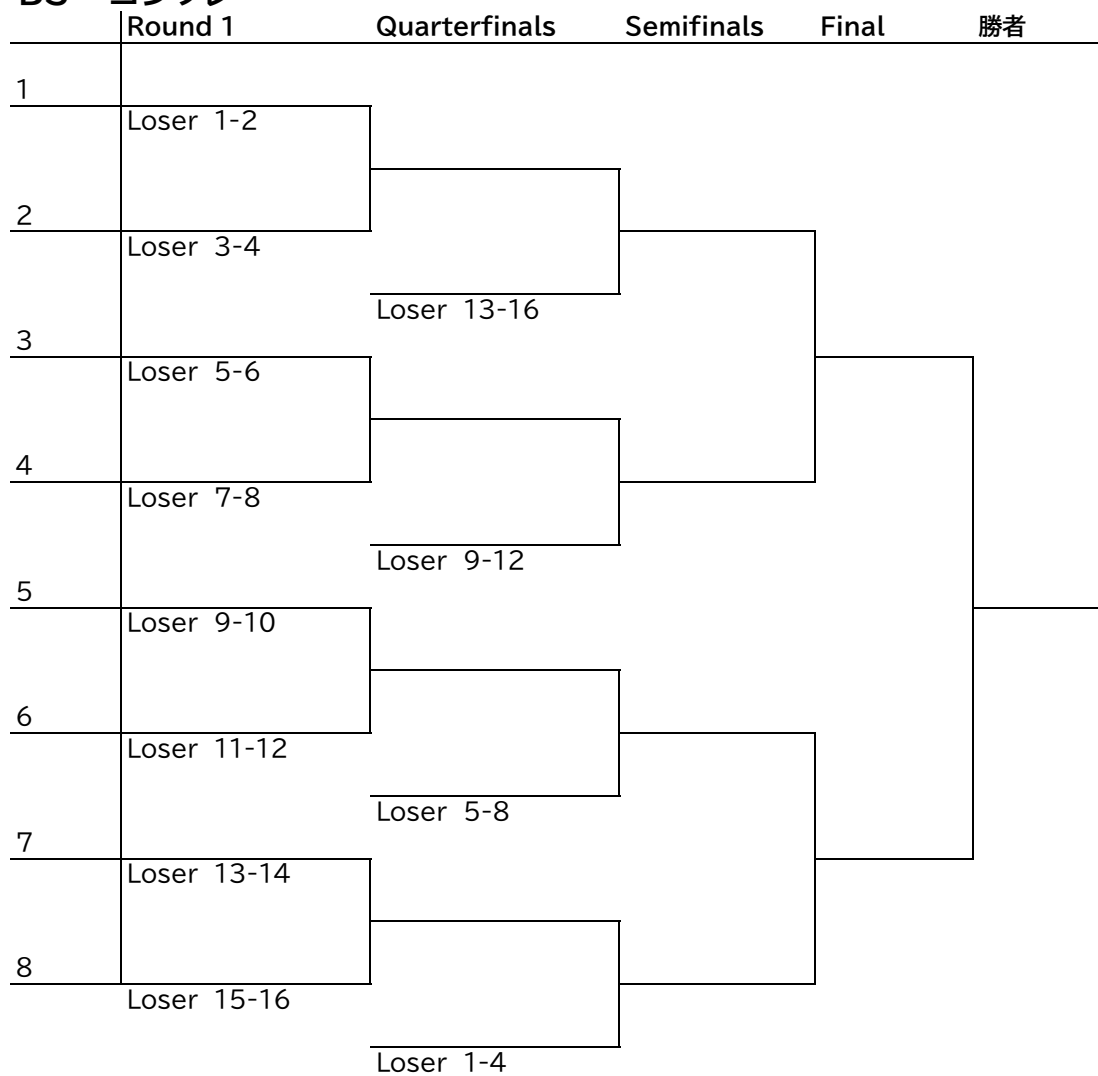 Round 1 Quarterfinals Semifinals Final 勝者
1
Loser 1-2
2
Loser 3-4
Loser 13-16
3
Loser 5-6
4
Loser 7-8
Loser 9-12
5
Loser 9-10
6
Loser 11-12
Loser 5-8
7
Loser 13-14
8
Loser 15-16
Loser 1-4